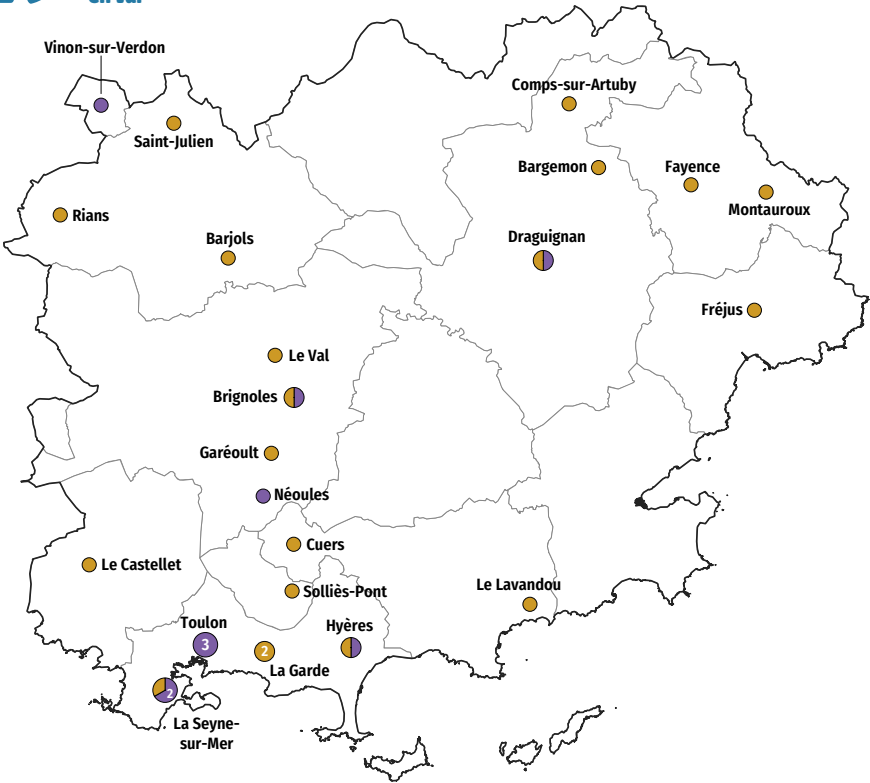 Vinon-sur-Verdon
Saint-Julien
Comps-sur-Artuby
Bargemon
Fayence
Montauroux
Rians
Barjols
Draguignan
Fréjus
Le Val
Brignoles
Garéoult
Néoules
Cuers
Le Castellet
Solliès-Pont
Le Lavandou
Toulon
3
2
La Garde
Hyères
2
La Seyne-
sur-Mer